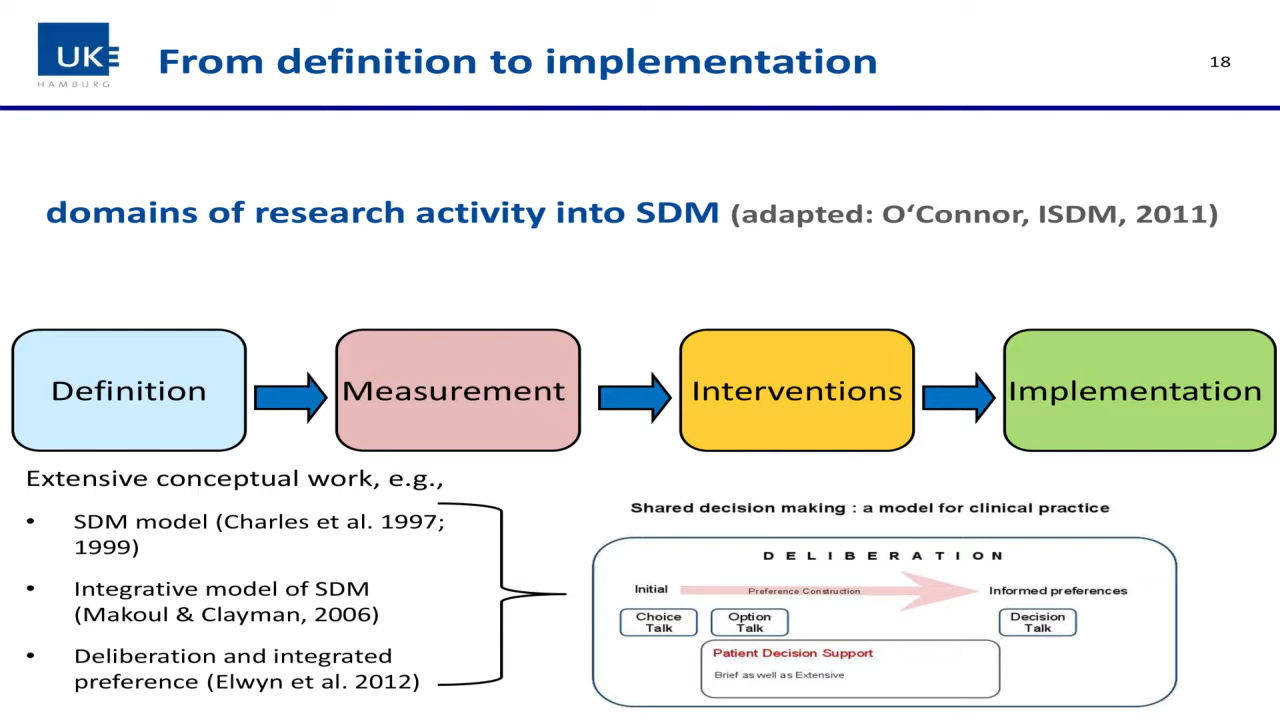 UKE
HAMBURG
From definition to implementation
18
domains of research activity into SDM (adapted: O‘Connor, ISDM, 2011)
Definition
Measurement
Interventions
Implementation
Extensive conceptual work, e.g.,
• SDM model (Charles et al. 1997;
1999)
• Integrative model of SDM
(Makoul & Clayman, 2006)
• Deliberation and integrated
preference (Elwyn et al. 2012)
Shared decision making : a model for clinical practice
DELIBERATION
Initial
Preference Construction
Informed preferences
Choice
Talk
Option
Talk
Decision
Talk
Patient Decision Support
Brief as well as Extensive